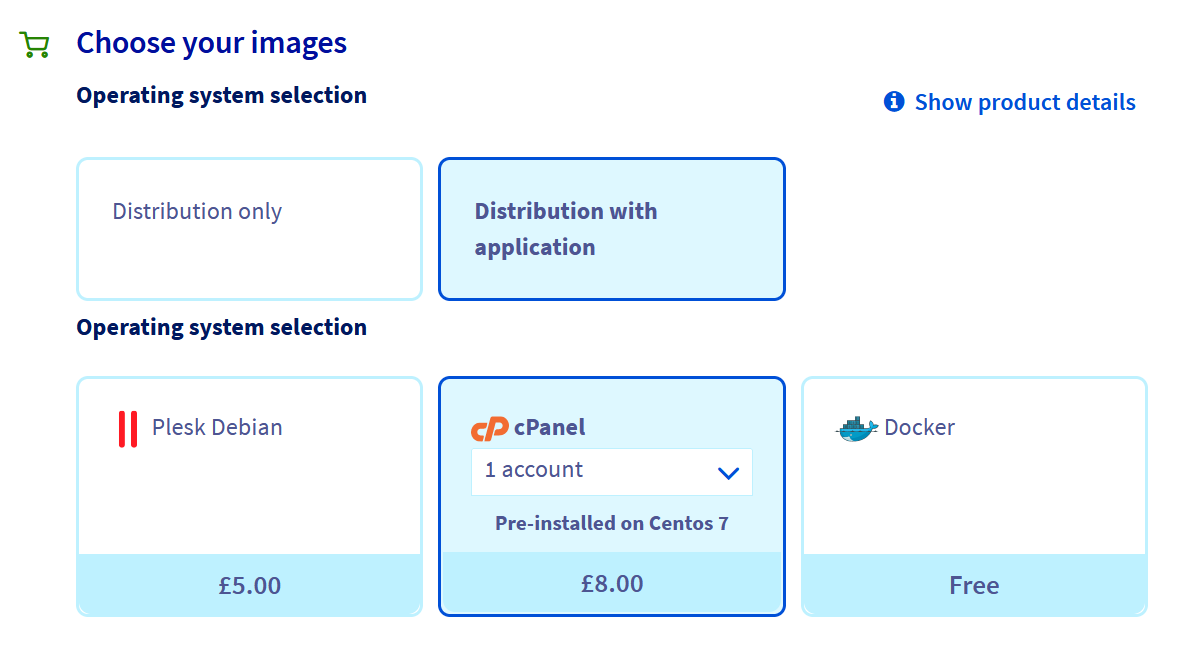 Choose your images
Operating system selection
Show product details
Distribution only
Distribution with
application
Operating system selection
Plesk Debian
cP cPanel
1 account
Pre-installed on Centos 7
Docker
£5.00
£8.00
Free